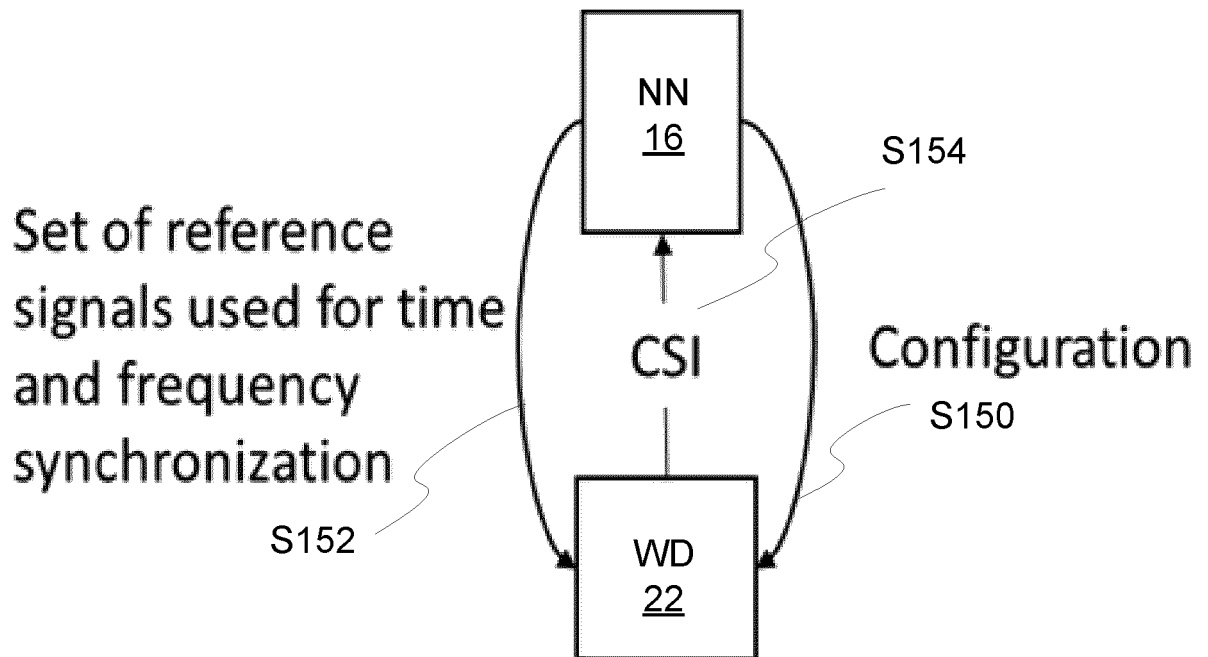 NN
16
S154
Set of reference
signals used for time
and frequency
synchronization
CSI
Configuration
S150
S152
WD
22